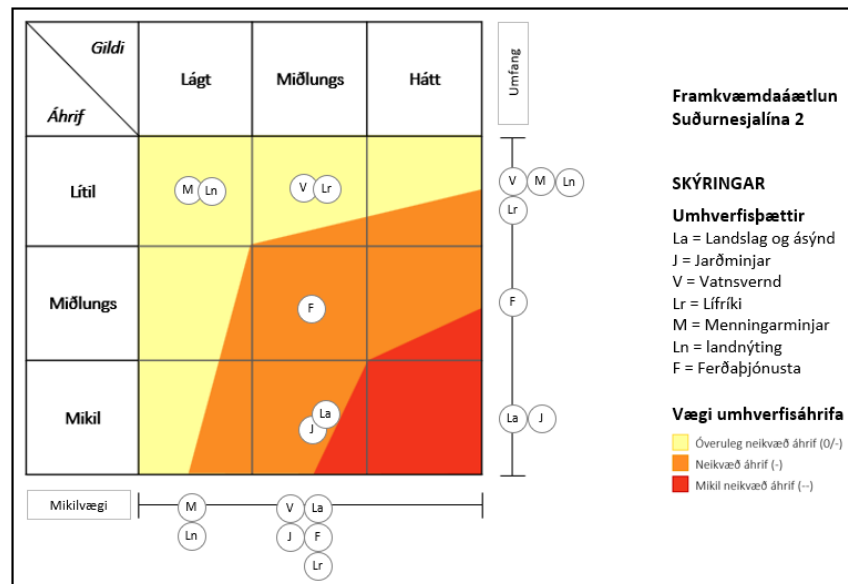 Gildi
Áhrif
Lágt
Miðlungs
Hátt
Umfang
Lítil
M Ln
V Lr
V M Ln
Lr
Miðlungs
F
F
Mikil
La
J
La J
Mikilvægi
M
Ln
V La
J F
Lr
Framkvæmdaáætlun
Suðurnesjalína 2
SKÝRINGAR
Umhverfisþættir
La = Landslag og ásýnd
J = Jarðminjar
V = Vatnsvernd
Lr = Lífríki
M = Menningarminjar
Ln = landnýting
F = Ferðaþjónusta
Vægi umhverfisáhrifa
Óveruleg neikvæð áhrif (0/-)
Neikvæð áhrif (-)
Mikil neikvæð áhrif (--)